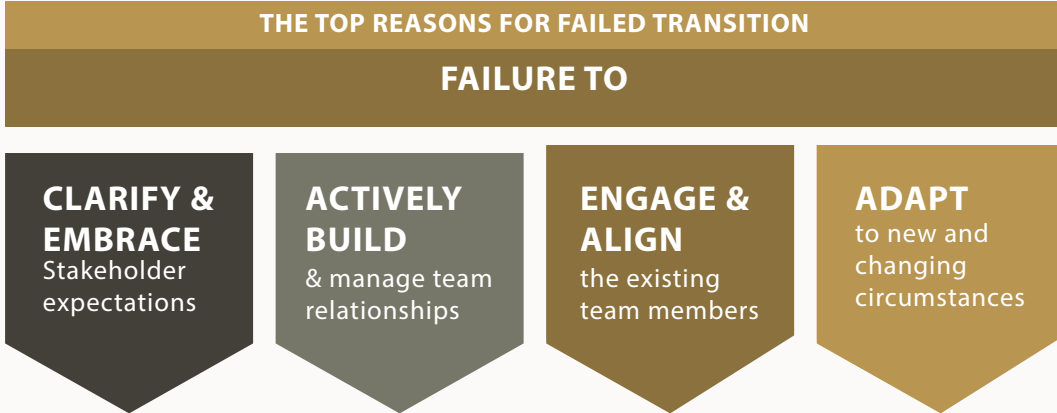 THE TOP REASONS FOR FAILED TRANSITION
FAILURE TO
CLARIFY &
EMBRACE
Stakeholder
expectations
ACTIVELY
BUILD
& manage team
relationships
ENGAGE &
ALIGN
the existing
team members
ADAPT
to new and
changing
circumstances